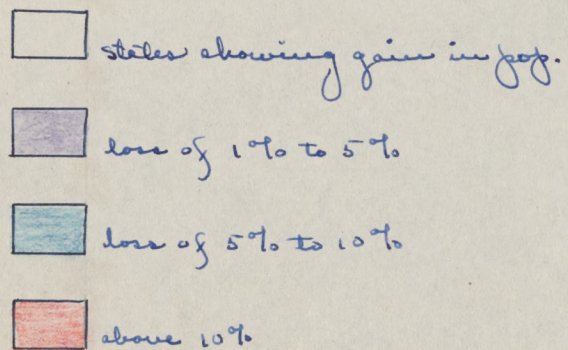 states showing gain in pop.
loss of 1% to 5%
loss of 5% to 10%
above 10%